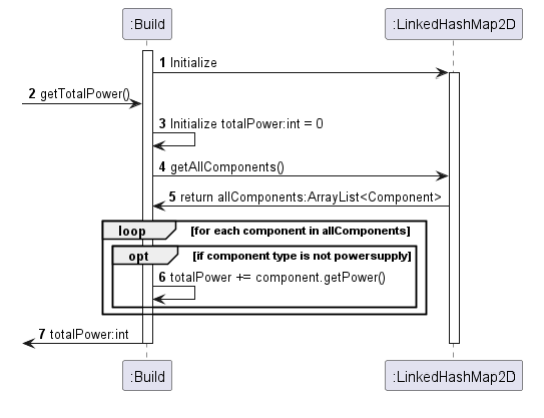 :Build
:LinkedHashMap2D
1 Initialize
2 getTotalPower()
3 Initialize totalPower:int = 0
4 getAllComponents()
5 return allComponents:ArrayList<Component>
loop [for each component in allComponents]
opt [if component type is not powersupply]
6 totalPower += component.getPower()
7 totalPower:int
:Build
:LinkedHashMap2D